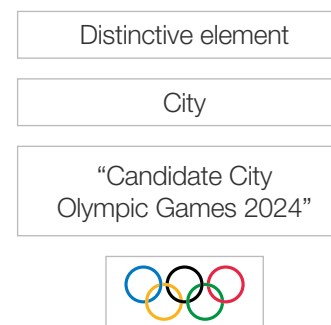 Distinctive element
City
“Candidate City
Olympic Games 2024”